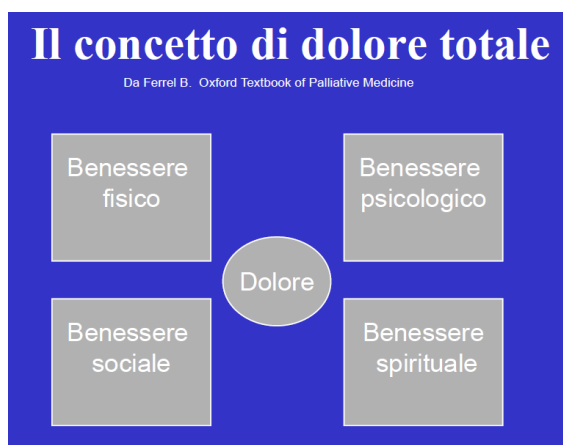 Il concetto di dolore totale
Da Ferrel B. Oxford Textbook of Palliative Medicine
Benessere
fisico
Benessere
psicologico
Dolore
Benessere
sociale
Benessere
spirituale